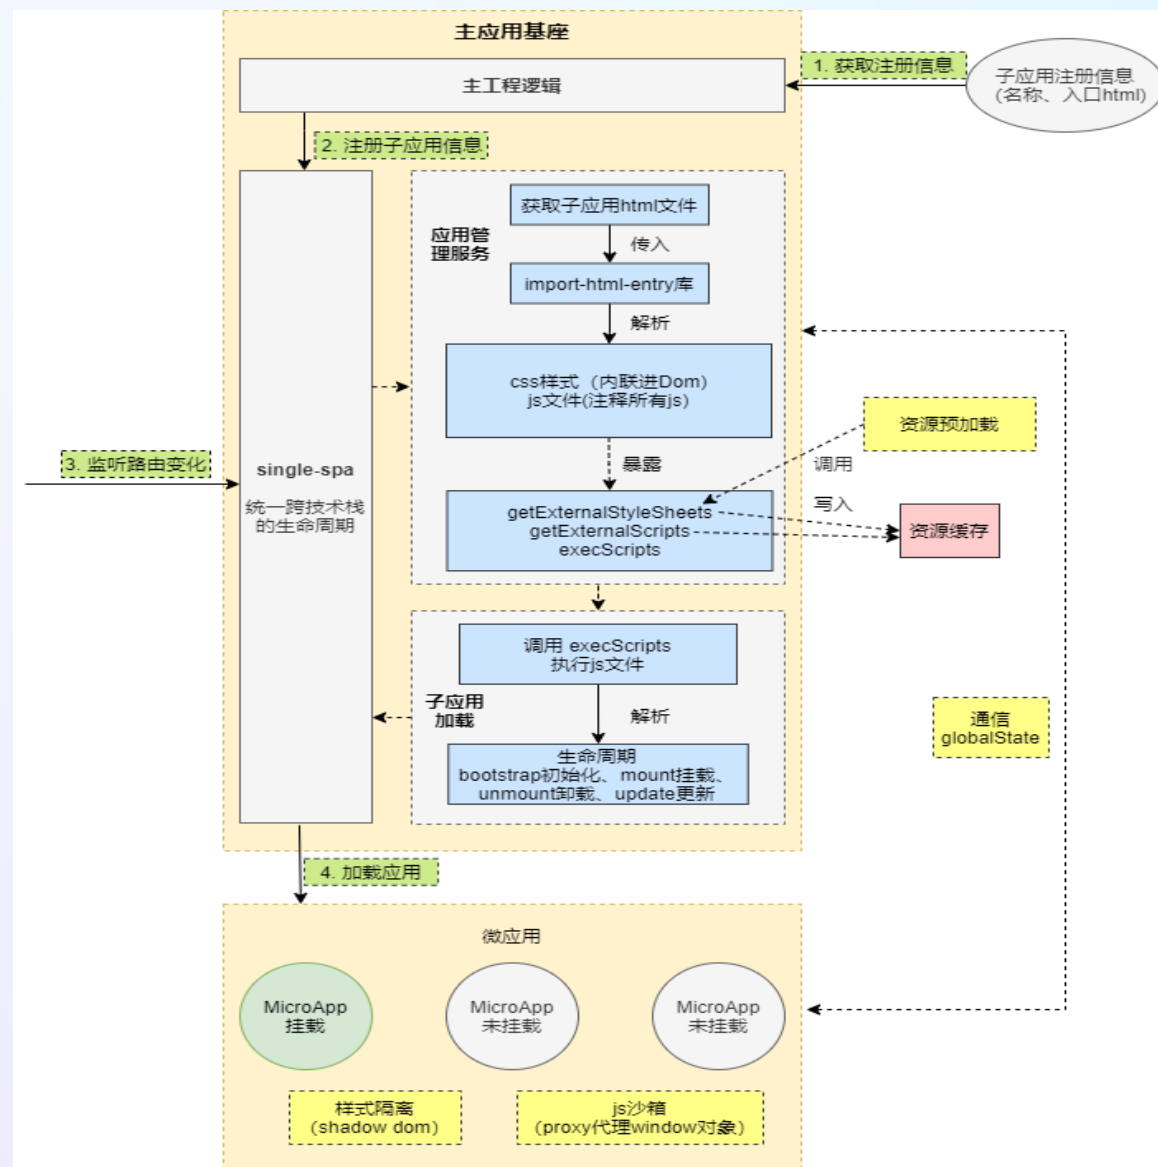 主应用基座
主工程逻辑
1. 获取注册信息
子应用注册信息
(名称、入口html)
2. 注册子应用信息
应用管
理服务
获取子应用html文件
传入
import-html-entry库
解析
css样式（内联进Dom）
js文件(注释所有js)
暴露
getExternalStyleSheets
getExternalScripts
execScripts
资源预加载
调用
写入
资源缓存
3. 监听路由变化
single-spa
统一跨技术栈
的生命周期
调用 execScripts
执行js文件
子应用
加载
解析
生命周期
bootstrap初始化、mount挂载、
unmount卸载、update更新
通信
globalState
4. 加载应用
微应用
MicroApp
挂载
MicroApp
未挂载
MicroApp
未挂载
样式隔离
（shadow dom）
js沙箱
(proxy代理window对象）